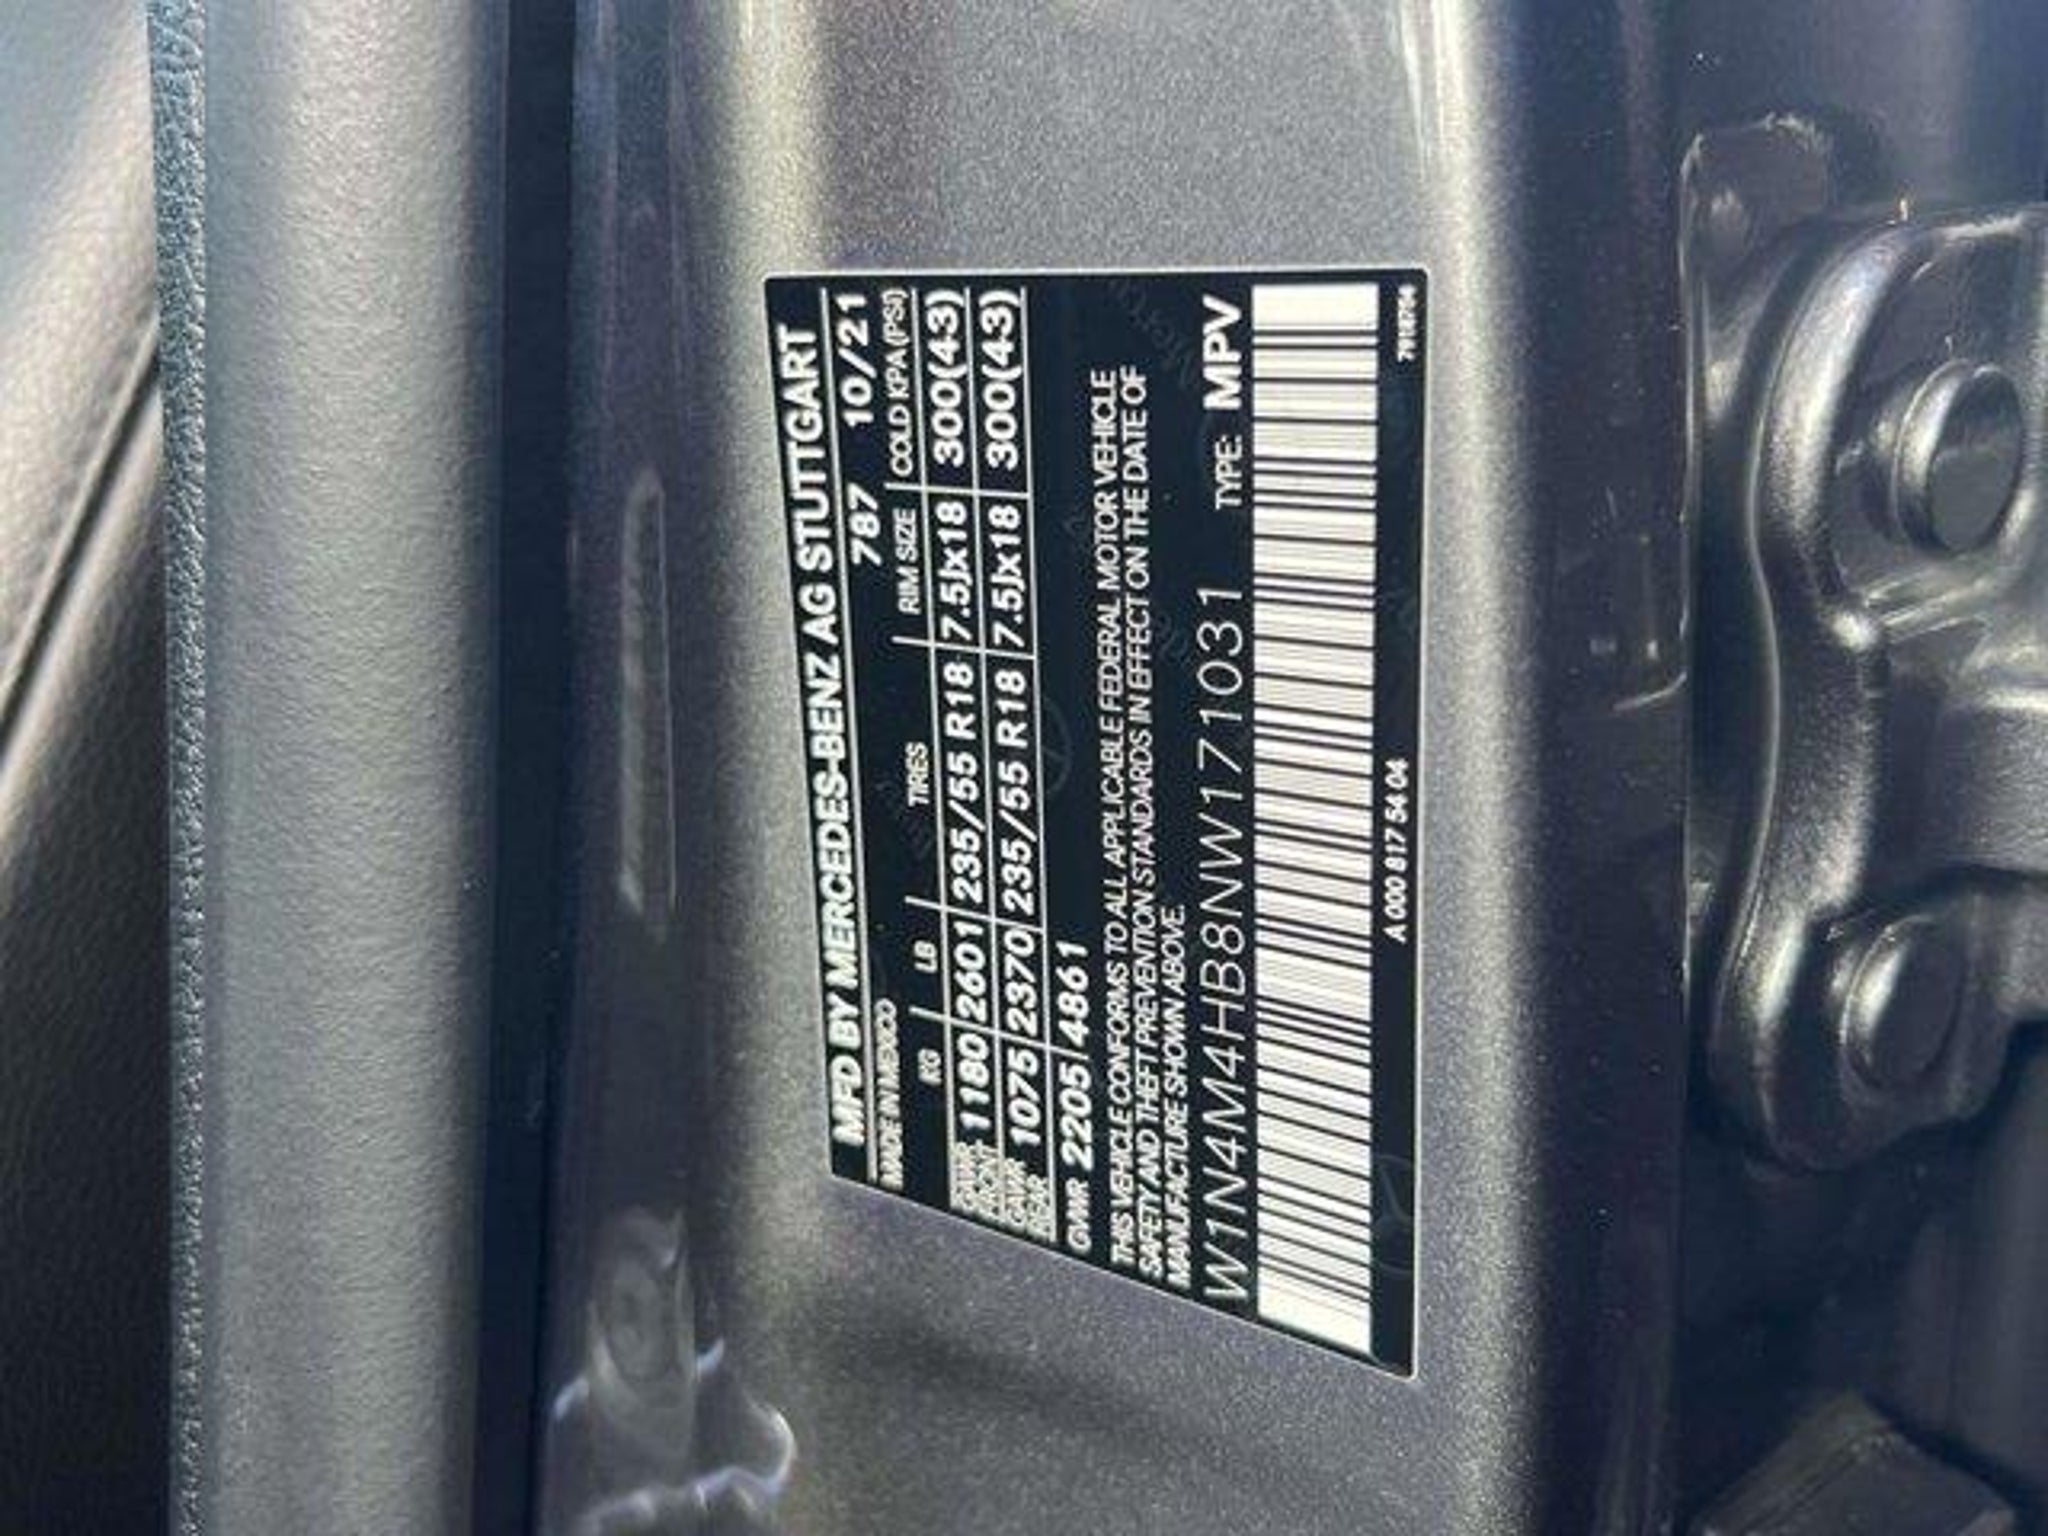 MFD BY MERCEDES-BENZ AG STUTTGART
MADE IN MEXICO 787 10/21
KG LB TIRES RIM SIZE COLD KPA (PSI)
GAWR FRONT 1180 2601 235/55 R18 7.5Jx18 300(43)
GAWR REAR 1075 2370 235/55 R18 7.5Jx18 300(43)
GVWR 2205 4861
THIS VEHICLE CONFORMS TO ALL APPLICABLE FEDERAL MOTOR VEHICLE
SAFETY AND THEFT PREVENTION STANDARDS IN EFFECT ON THE DATE OF
MANUFACTURE SHOWN ABOVE.
W1N4M4HB8NW171031 TYPE: MPV
A 000 817 54 04